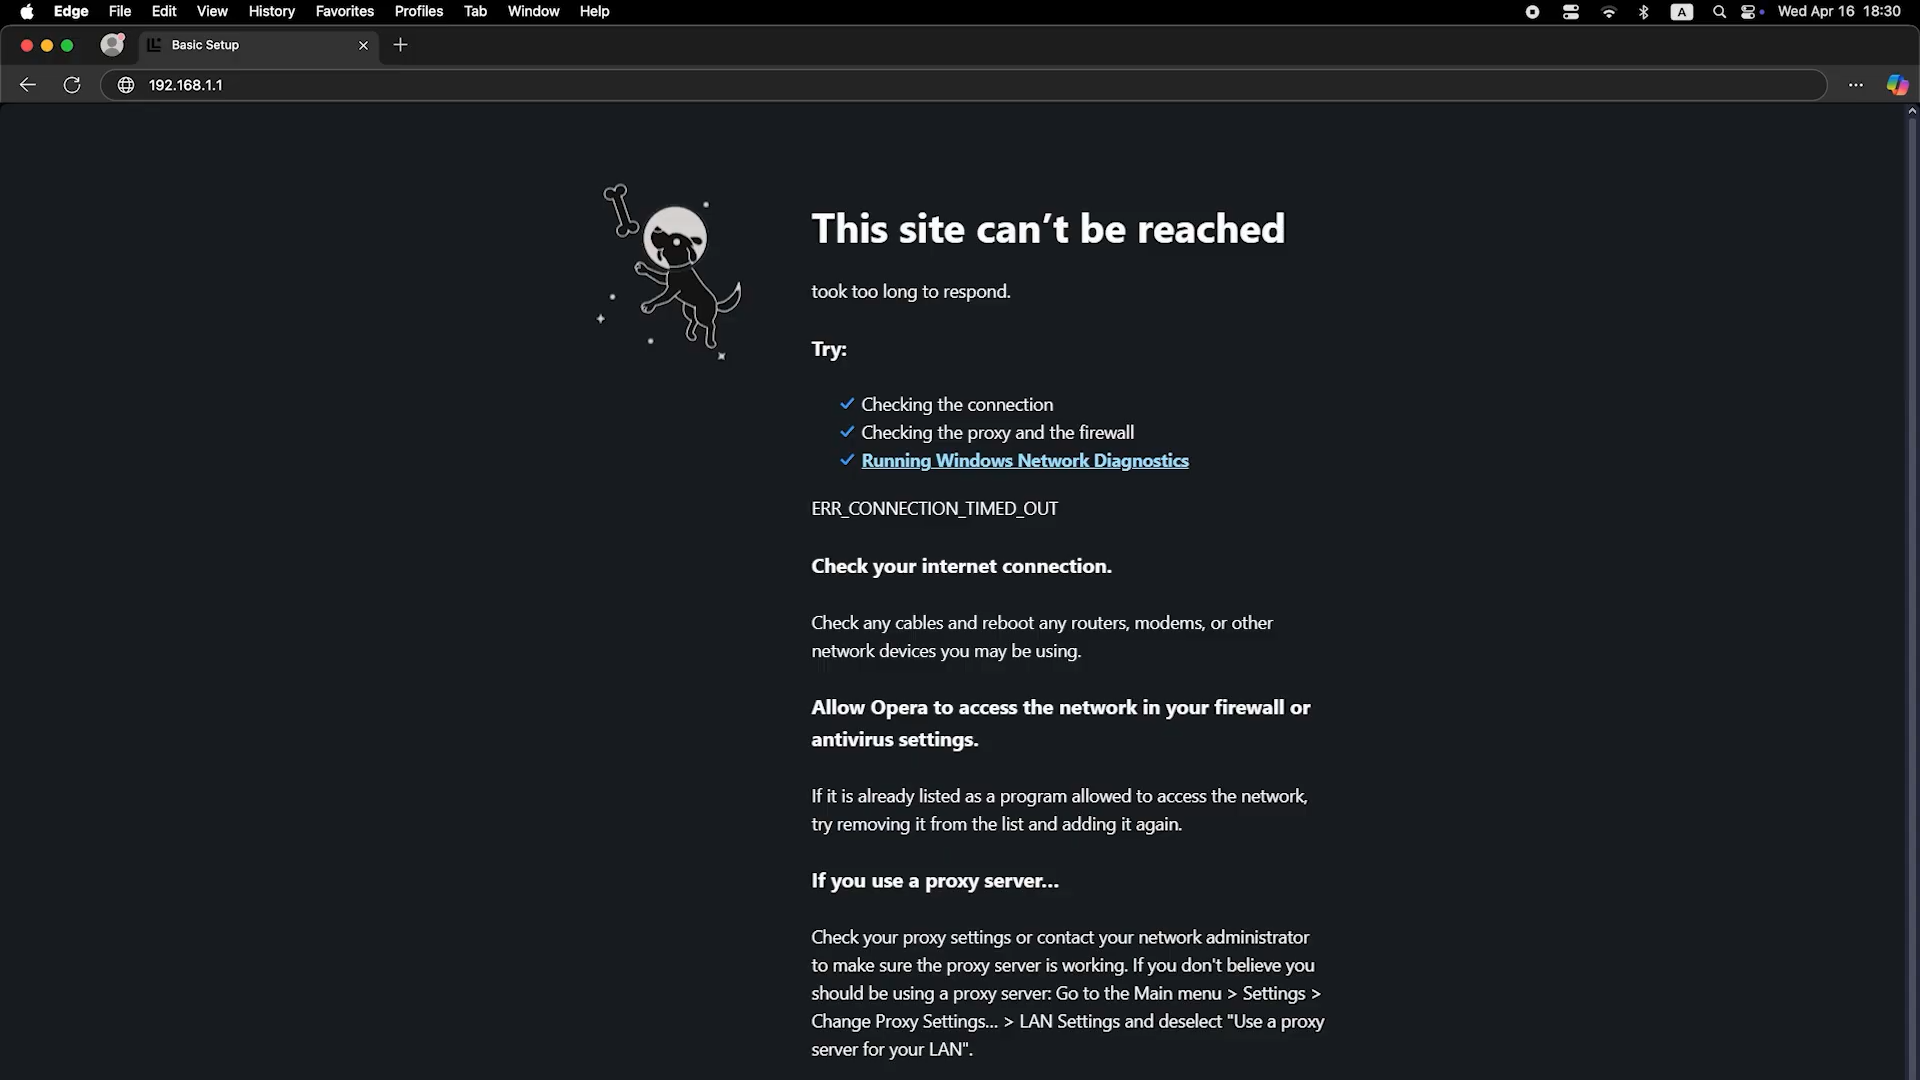 Edge File Edit View History Favorites Profiles Tab Window Help
A
Wed Apr 16 18:30
Basic Setup
192.168.1.1
This site can’t be reached
took too long to respond.
Try:
Checking the connection
Checking the proxy and the firewall
Running Windows Network Diagnostics
ERR_CONNECTION_TIMED_OUT
Check your internet connection.
Check any cables and reboot any routers, modems, or other
network devices you may be using.
Allow Opera to access the network in your firewall or
antivirus settings.
If it is already listed as a program allowed to access the network,
try removing it from the list and adding it again.
If you use a proxy server...
Check your proxy settings or contact your network administrator
to make sure the proxy server is working. If you don't believe you
should be using a proxy server: Go to the Main menu > Settings >
Change Proxy Settings... > LAN Settings and deselect "Use a proxy
server for your LAN".